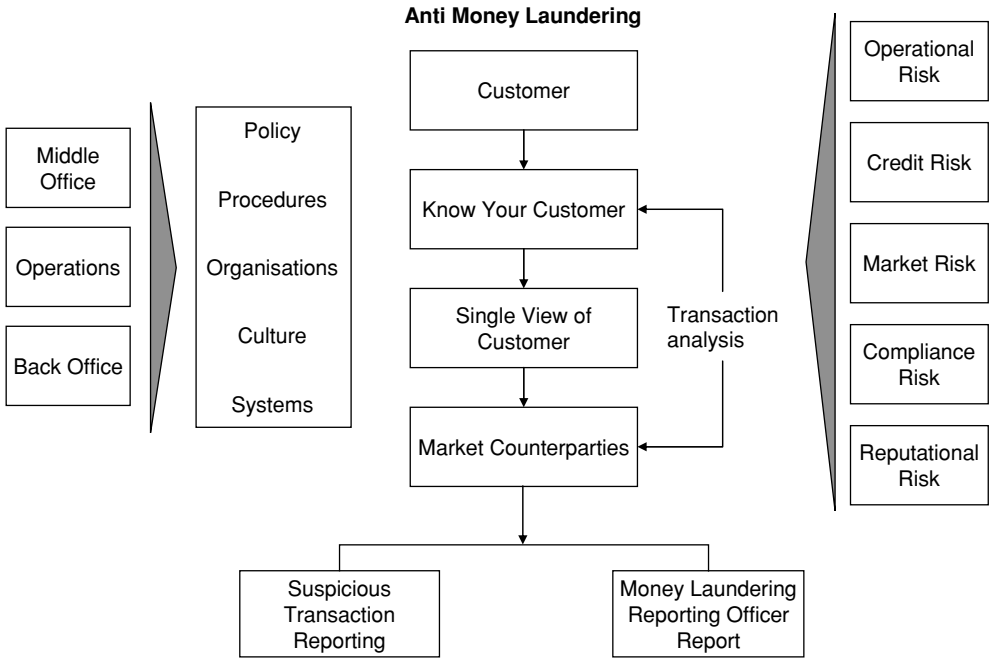 Anti Money Laundering
Middle
Office
Operations
Back Office
Policy
Procedures
Organisations
Culture
Systems
Customer
Know Your Customer
Single View of
Customer
Market Counterparties
Transaction
analysis
Operational
Risk
Credit Risk
Market Risk
Compliance
Risk
Reputational
Risk
Suspicious
Transaction
Reporting
Money Laundering
Reporting Officer
Report